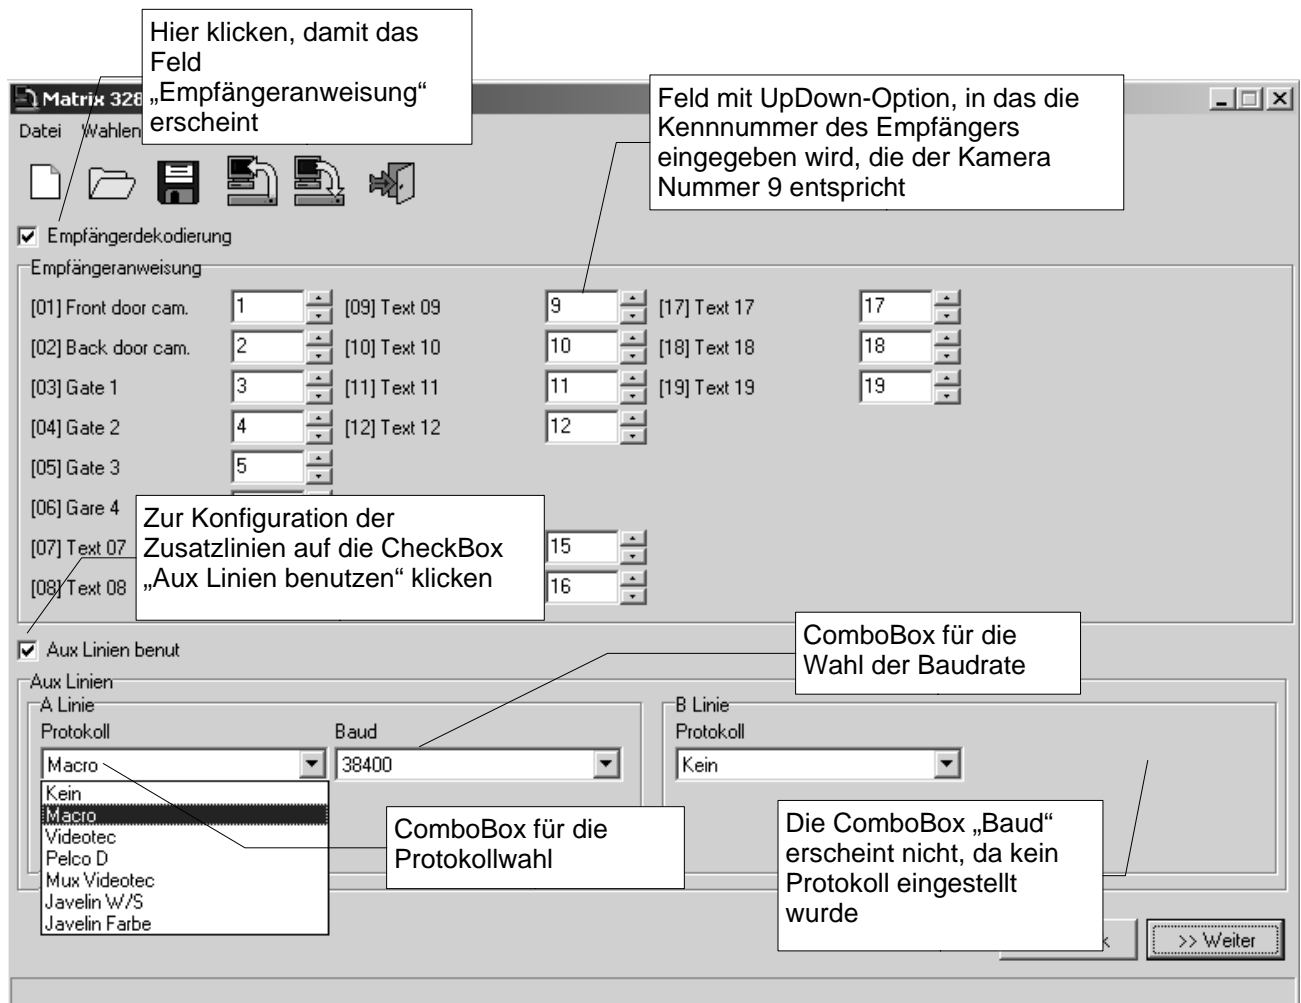 Hier klicken, damit das
Feld
„Empfängeranweisung“
erscheint
Matrix 328
Datei Wahlen
Feld mit UpDown-Option, in das die
Kennnummer des Empfängers
eingegeben wird, die der Kamera
Nummer 9 entspricht
Empfängerdekodierung
Empfängeranweisung
[01] Front door cam. 1 [09] Text 09 9 [17] Text 17 17
[02] Back door cam. 2 [10] Text 10 10 [18] Text 18 18
[03] Gate 1 3 [11] Text 11 11 [19] Text 19 19
[04] Gate 2 4 [12] Text 12 12
[05] Gate 3 5
[06] Gare 4
[07] Text 07 15
[08] Text 08 16
Zur Konfiguration der
Zusatzlinien auf die CheckBox
„Aux Linien benutzen“ klicken
Aux Linien benut
ComboBox für die
Wahl der Baudrate
Aux Linien
A Linie
Protokoll Baud
Macro 38400
Kein
Macro
Videotec
Pelco D
Mux Videotec
Javelin W/S
Javelin Farbe
ComboBox für die
Protokollwahl
B Linie
Protokoll
Kein
Die ComboBox „Baud“
erscheint nicht, da kein
Protokoll eingestellt
wurde
>> Weiter